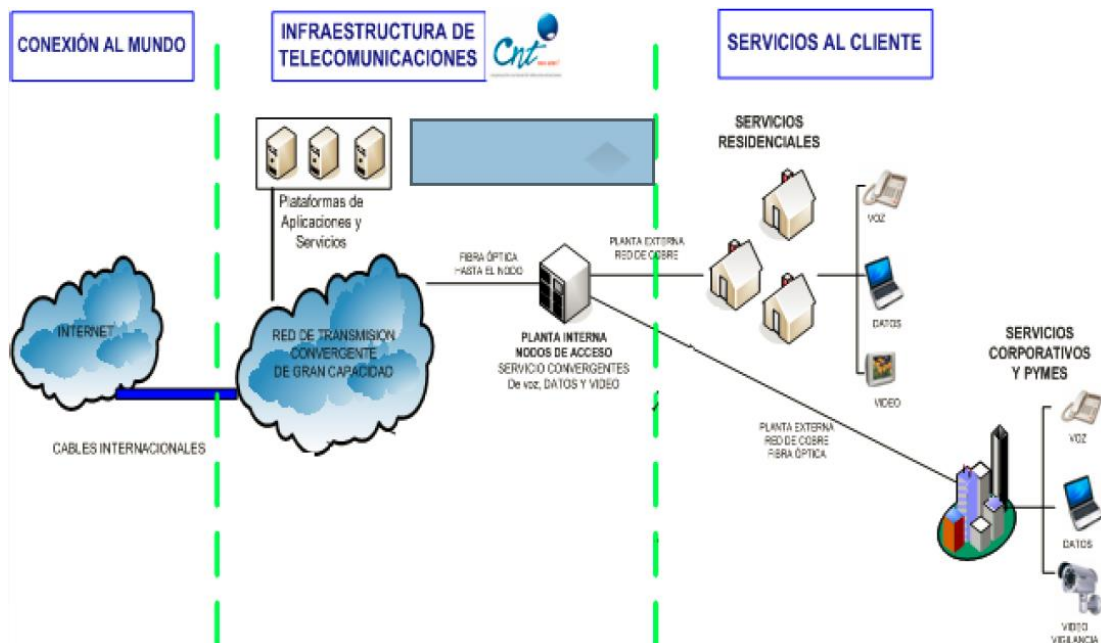 CONEXIÓN AL MUNDO
INFRAESTRUCTURA DE
TELECOMUNICACIONES
Cnt
SERVICIOS AL CLIENTE
Plataformas de
Aplicaciones y
Servicios
INTERNET
CABLES INTERNACIONALES
RED DE TRANSMISION
CONVERGENTE
DE GRAN CAPACIDAD
FIBRA ÓPTICA
HASTA EL NODO
PLANTA INTERNA
NODOS DE ACCESO
SERVICIO CONVERGENTES
De voz, DATOS Y VIDEO
PLANTA EXTERNA
RED DE COBRE
SERVICIOS
RESIDENCIALES
VOZ
DATOS
VIDEO
PLANTA EXTERNA
RED DE COBRE
FIBRA ÓPTICA
SERVICIOS
CORPORATIVOS
Y PYMES
VOZ
DATOS
VIDEO
VIGILANCIA